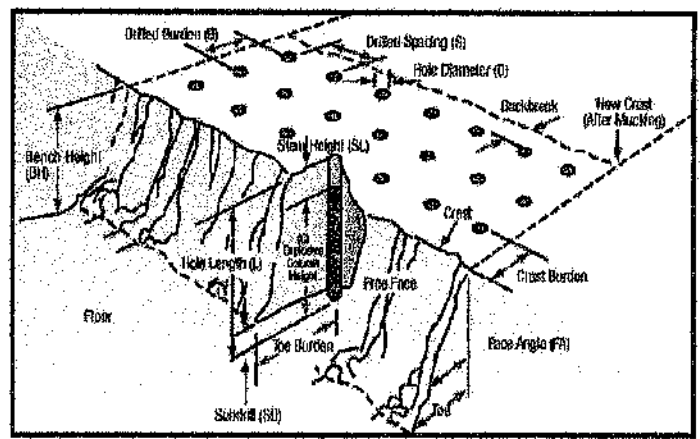 Drilled Burden (B)
Drilled Spacing (S)
Hole Diameter (D)
Backbreak
New Crest
(After Mucking)
Bench Height
(BH)
Stem Height (SL)
Crest
Hole Length (L)
Explosive
Column
Height
Free Face
Crest Burden
Floor
Toe Burden
Face Angle (FA)
Toe
Subdrill (SD)